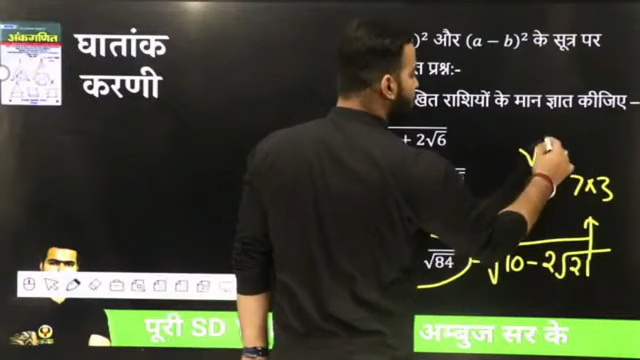 अंकगणित
घातांक
करणी
)² और (a − b)² के सूत्र पर
त प्रश्न:-
खित राशियों के मान ज्ञात कीजिए –
+ 2√6
7×3
√84
√10 − 2√21
पूरी SD
अम्बुज सर के